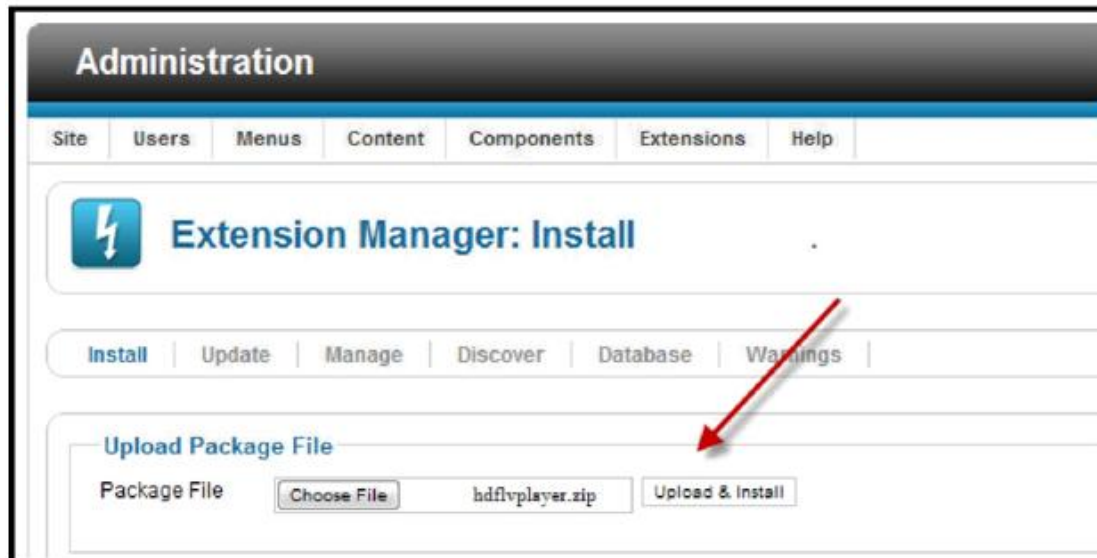 Administration
Site Users Menus Content Components Extensions Help
Extension Manager: Install
Install Update Manage Discover Database Warnings
Upload Package File
Package File Choose File hdflvplayer.zip Upload & Install